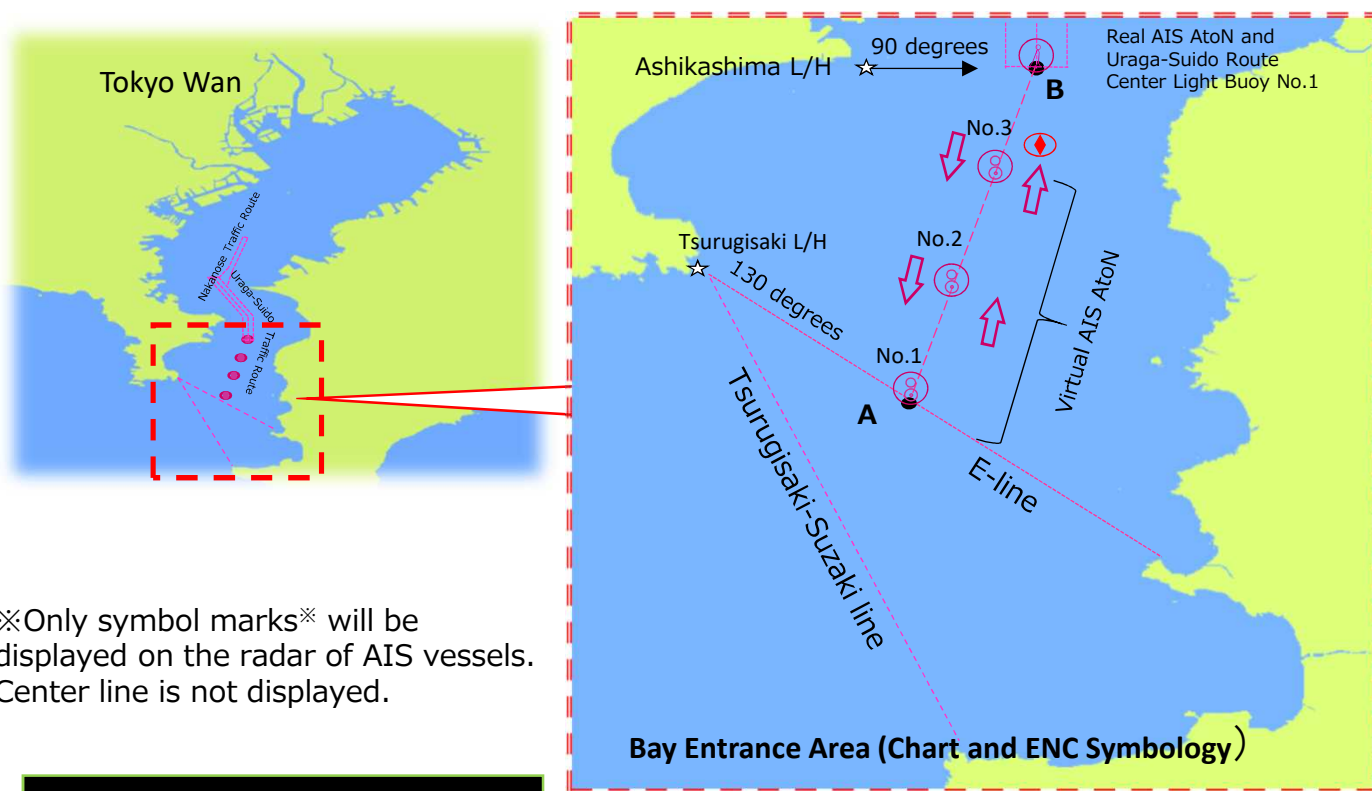 Tokyo Wan
Nakanose Traffic Route
Uraga-Suido
Traffic Route
※Only symbol marks※ will be
displayed on the radar of AIS vessels.
Center line is not displayed.
Ashikashima L/H
90 degrees
Real AIS AtoN and
Uraga-Suido Route
Center Light Buoy No.1
B
No.3
Tsurugisaki L/H
No.2
130 degrees
No.1
A
Virtual AIS AtoN
E-line
Tsurugisaki-Suzaki line
Bay Entrance Area (Chart and ENC Symbology）